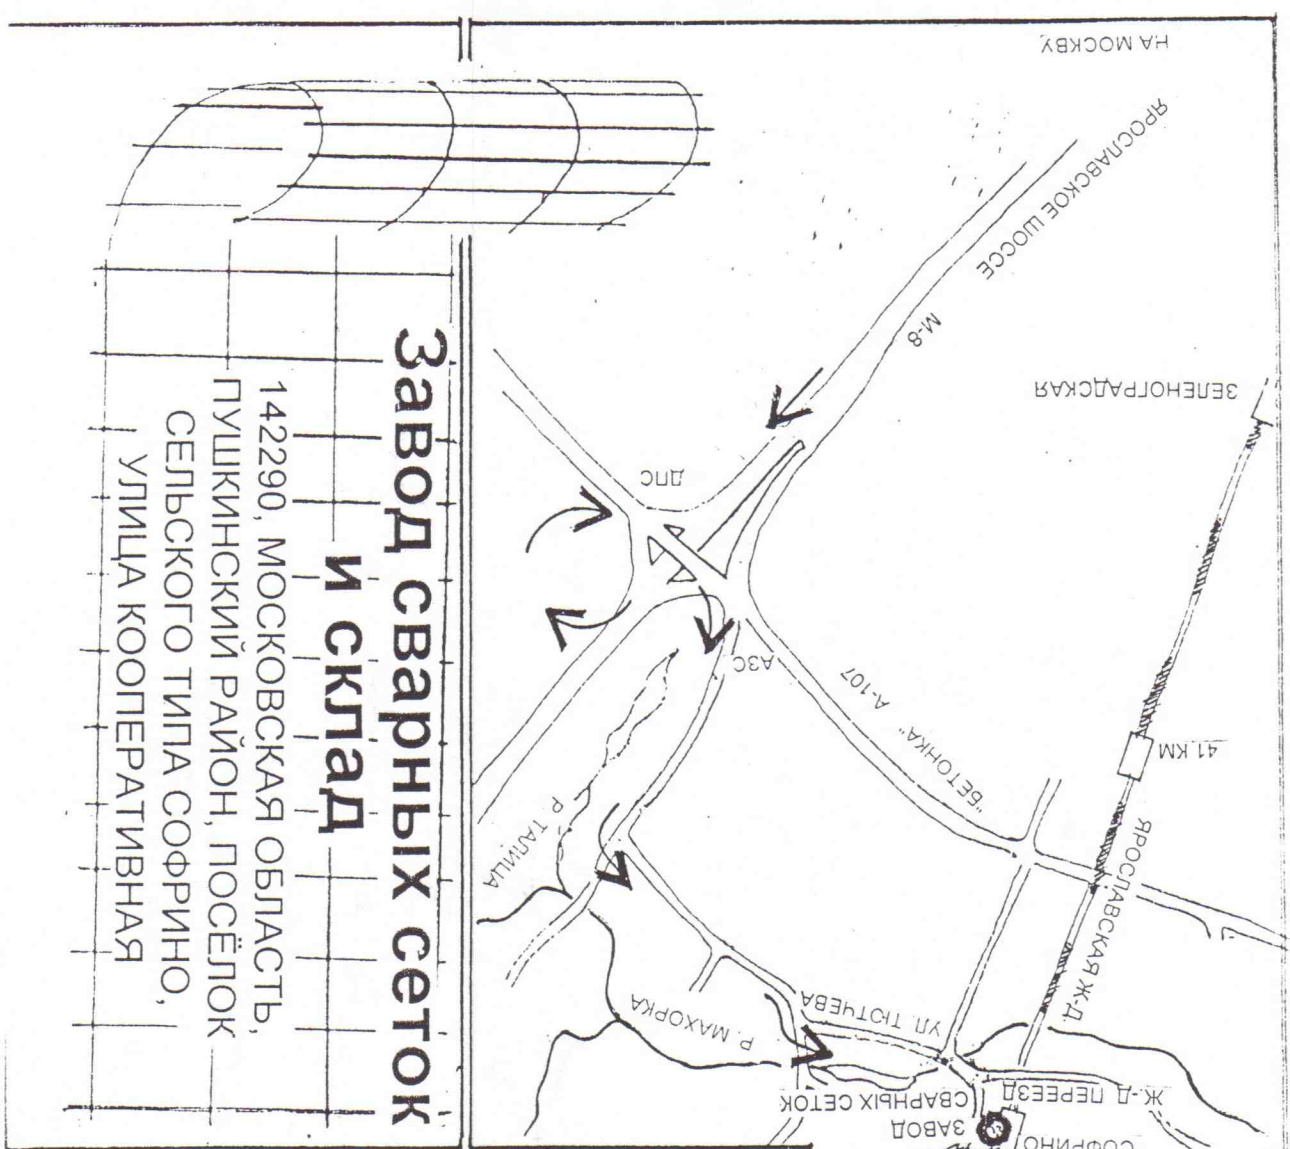 Завод сварных сеток
и склад
142290, МОСКОВСКАЯ ОБЛАСТЬ,
ПУШКИНСКИЙ РАЙОН, ПОСЁЛОК
СЕЛЬСКОГО ТИПА СОФРИНО,
УЛИЦА КООПЕРАТИВНАЯ
СОФРИНО
ЗАВОД
СВАРНЫХ СЕТОК
Ж-Д ПЕРЕЕЗД
УЛ. ТЮТЧЕВА
Р. МАХОРКА
ЯРОСЛАВСКАЯ Ж-Д.
Р. ТАЛИЦА
41 КМ
"БЕТОНКА" А-107
АЗС
ДПС
ЗЕЛЕНОГРАДСКАЯ
М-8
ЯРОСЛАВСКОЕ ШОССЕ
НА МОСКВУ